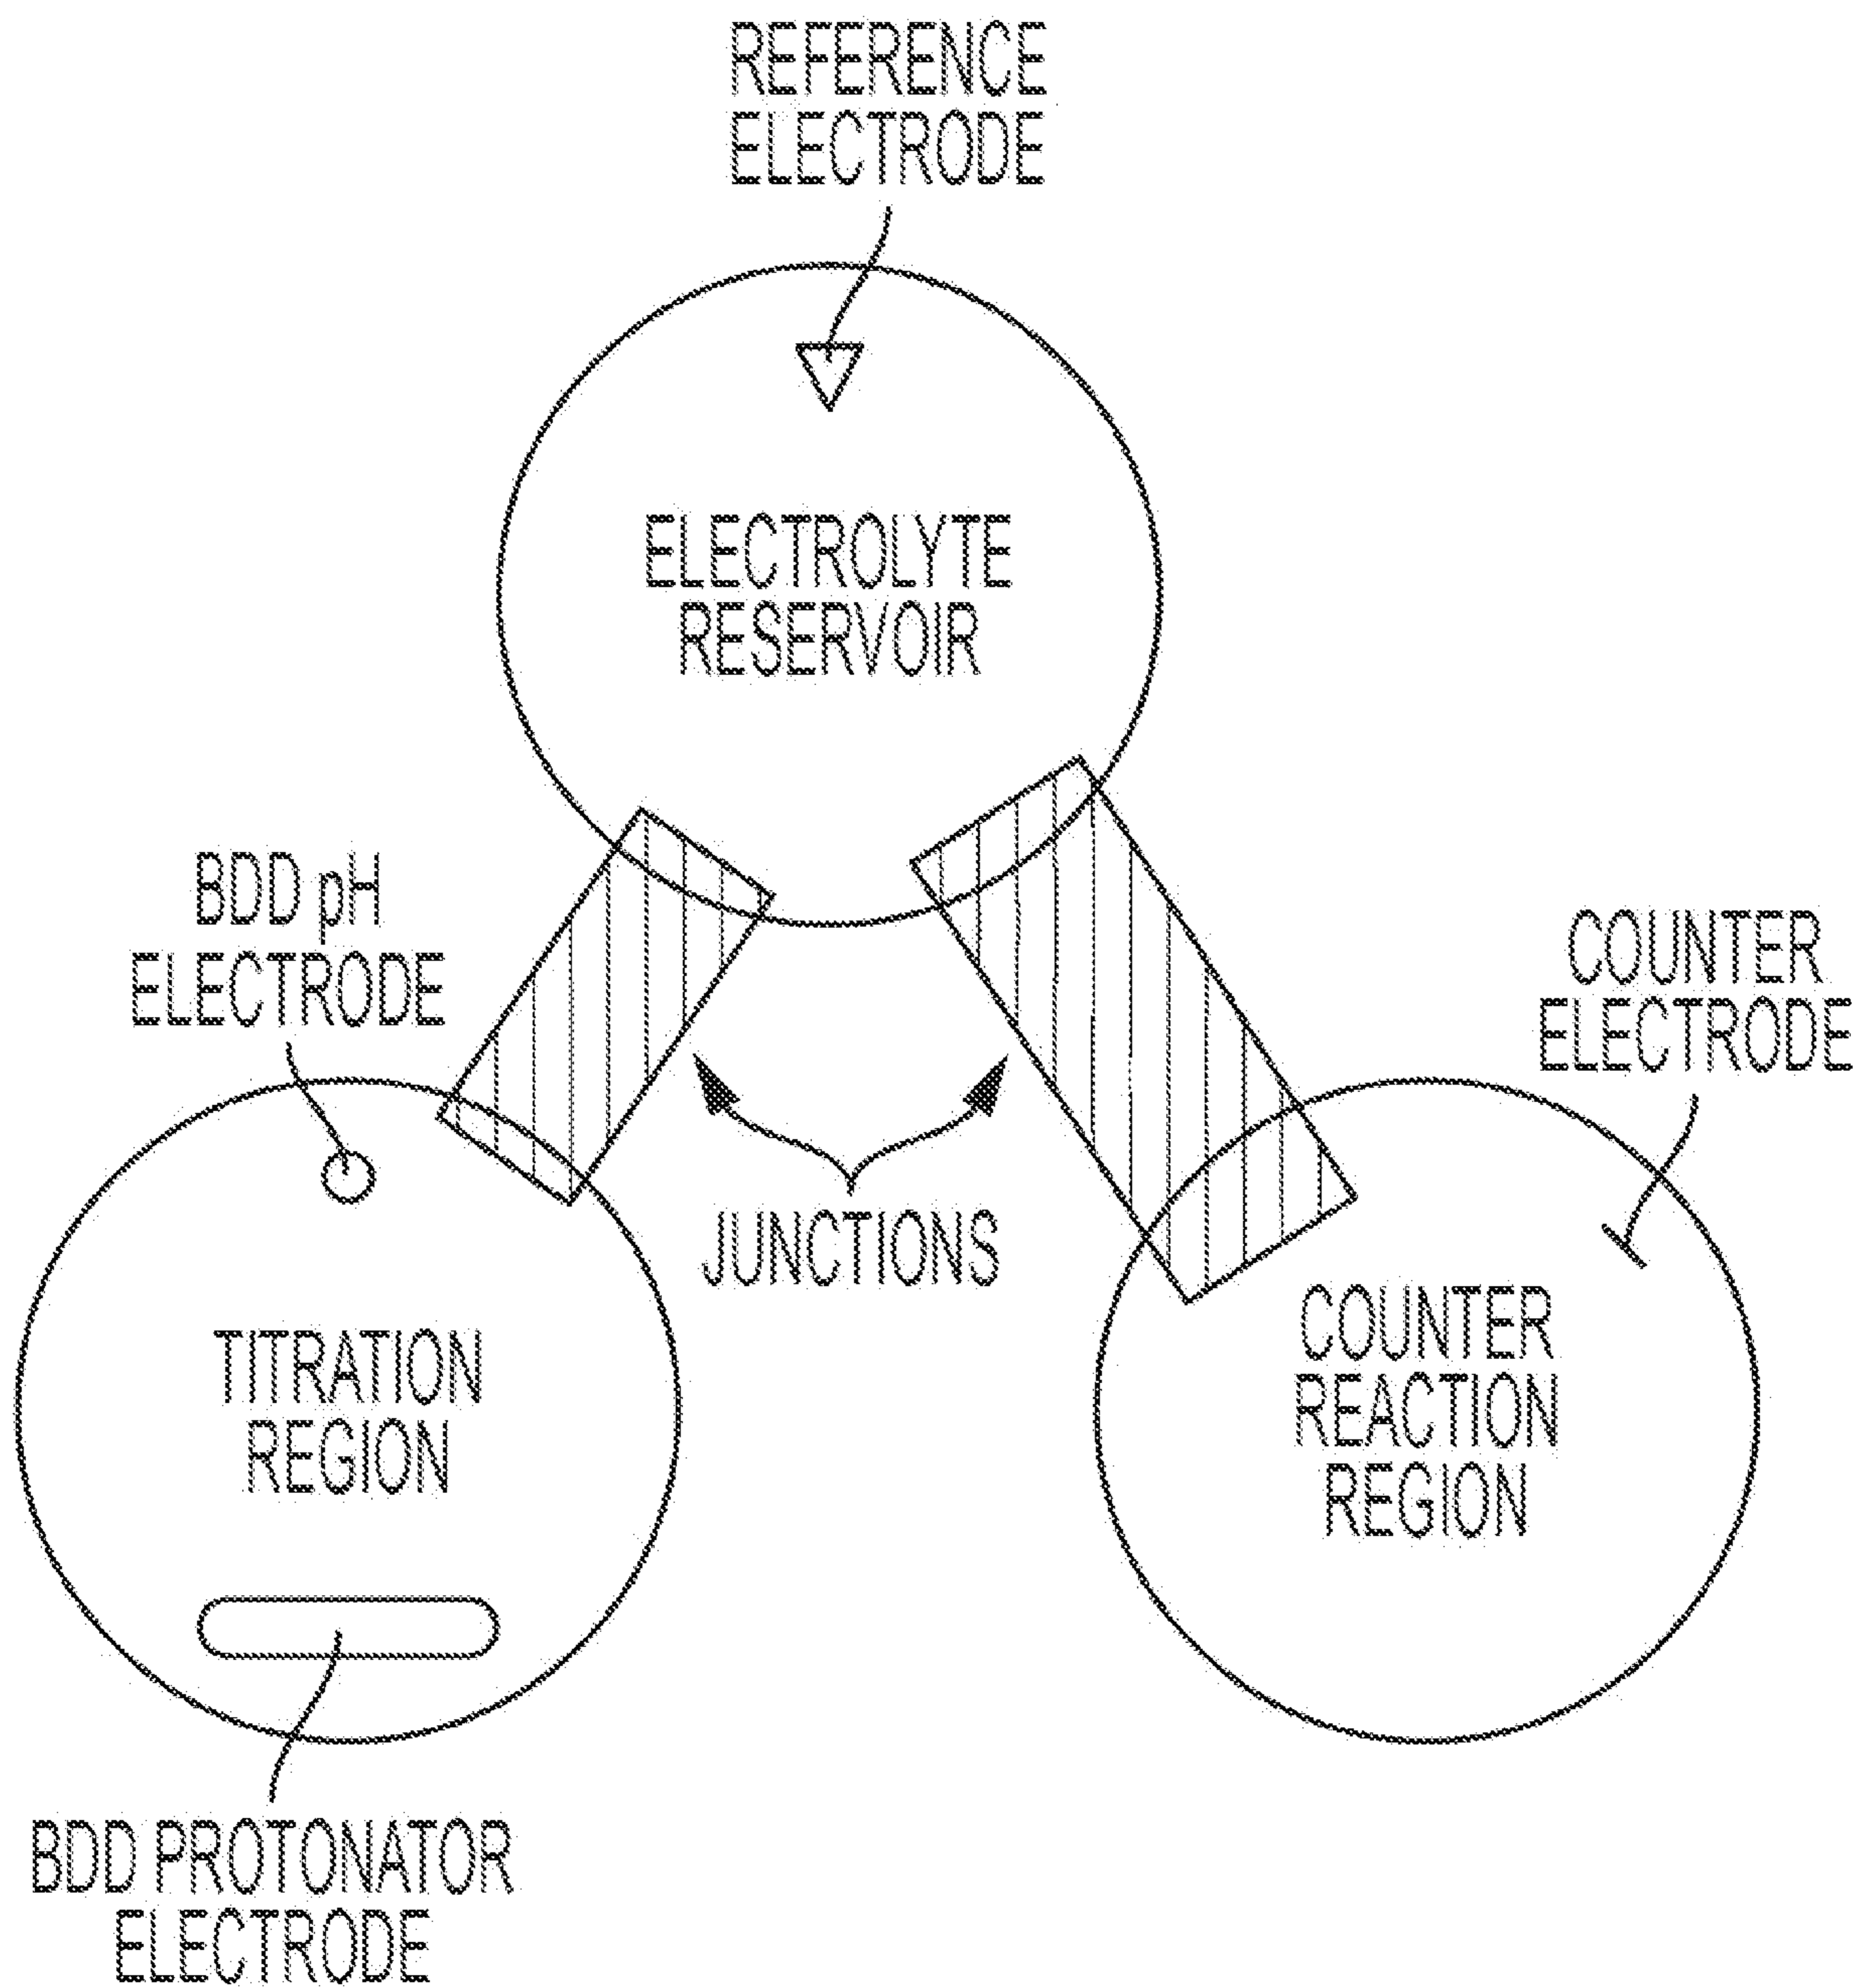 REFERENCE
ELECTRODE
ELECTROLYTE
RESERVOIR
BDD pH
ELECTRODE
COUNTER
ELECTRODE
JUNCTIONS
TITRATION
REGION
COUNTER
REACTION
REGION
BDD PROTONATOR
ELECTRODE